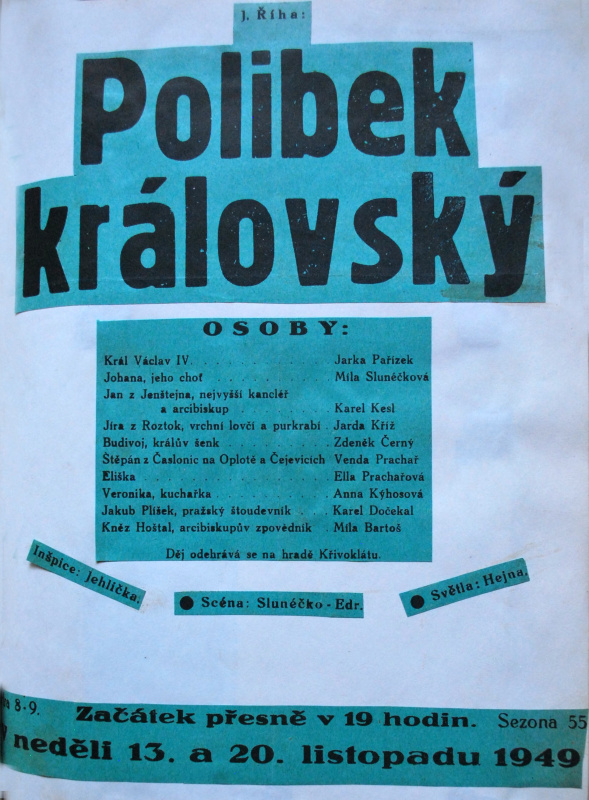 J. Říha:
Polibek
královský
OSOBY:
Král Václav IV. . . . . . . . . . . . Jarka Pařízek
Johana, jeho choť . . . . . . . . . Míla Slunéčková
Jan z Jenštejna, nejvyšší kancléř
a arcibiskup . . . . . . . . Karel Kesl
Jíra z Roztok, vrchní lovčí a purkrabí . Jarda Kříž
Budivoj, králův šenk . . . . . . . . Zdeněk Černý
Štěpán z Časlonic na Oplotě a Čejevicích Venda Prachař
Eliška . . . . . . . . . . . . . . Ella Prachařová
Veronika, kuchařka . . . . . . . . . Anna Kýhosová
Jakub Plíšek, pražský štoudevník . . . Karel Dočekal
Kněz Hoštal, arcibiskupův zpovědník . Míla Bartoš
Děj odehrává se na hradě Křivoklátu.
Inšpice: Jehlička.
● Scéna: Slunéčko - Edr.
● Světla: Hejna.
8-9.
Začátek přesně v 19 hodin. Sezona 55
neděli 13. a 20. listopadu 1949